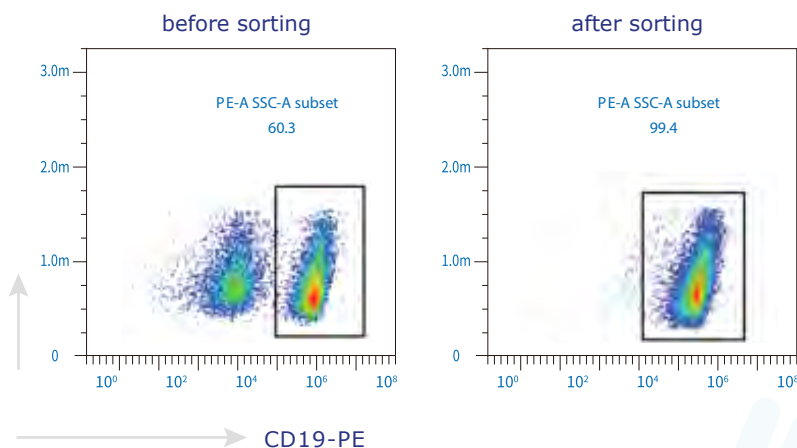 before sorting
3.0m
PE-A SSC-A subset
60.3
2.0m
1.0m
0
10⁰ 10² 10⁴ 10⁶ 10⁸
after sorting
3.0m
PE-A SSC-A subset
99.4
2.0m
1.0m
0
10⁰ 10² 10⁴ 10⁶ 10⁸
CD19-PE